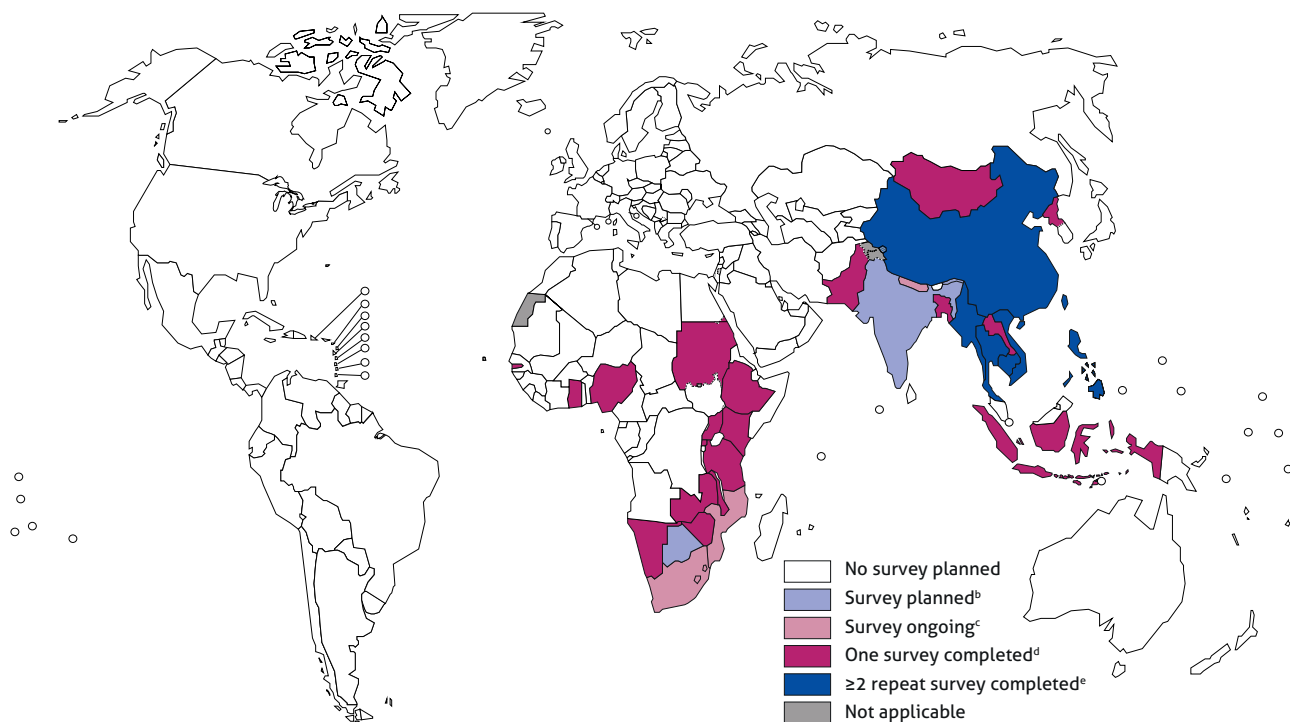 No survey planned
Survey plannedᵇ
Survey ongoingᶜ
One survey completedᵈ
≥2 repeat survey completedᵉ
Not applicable